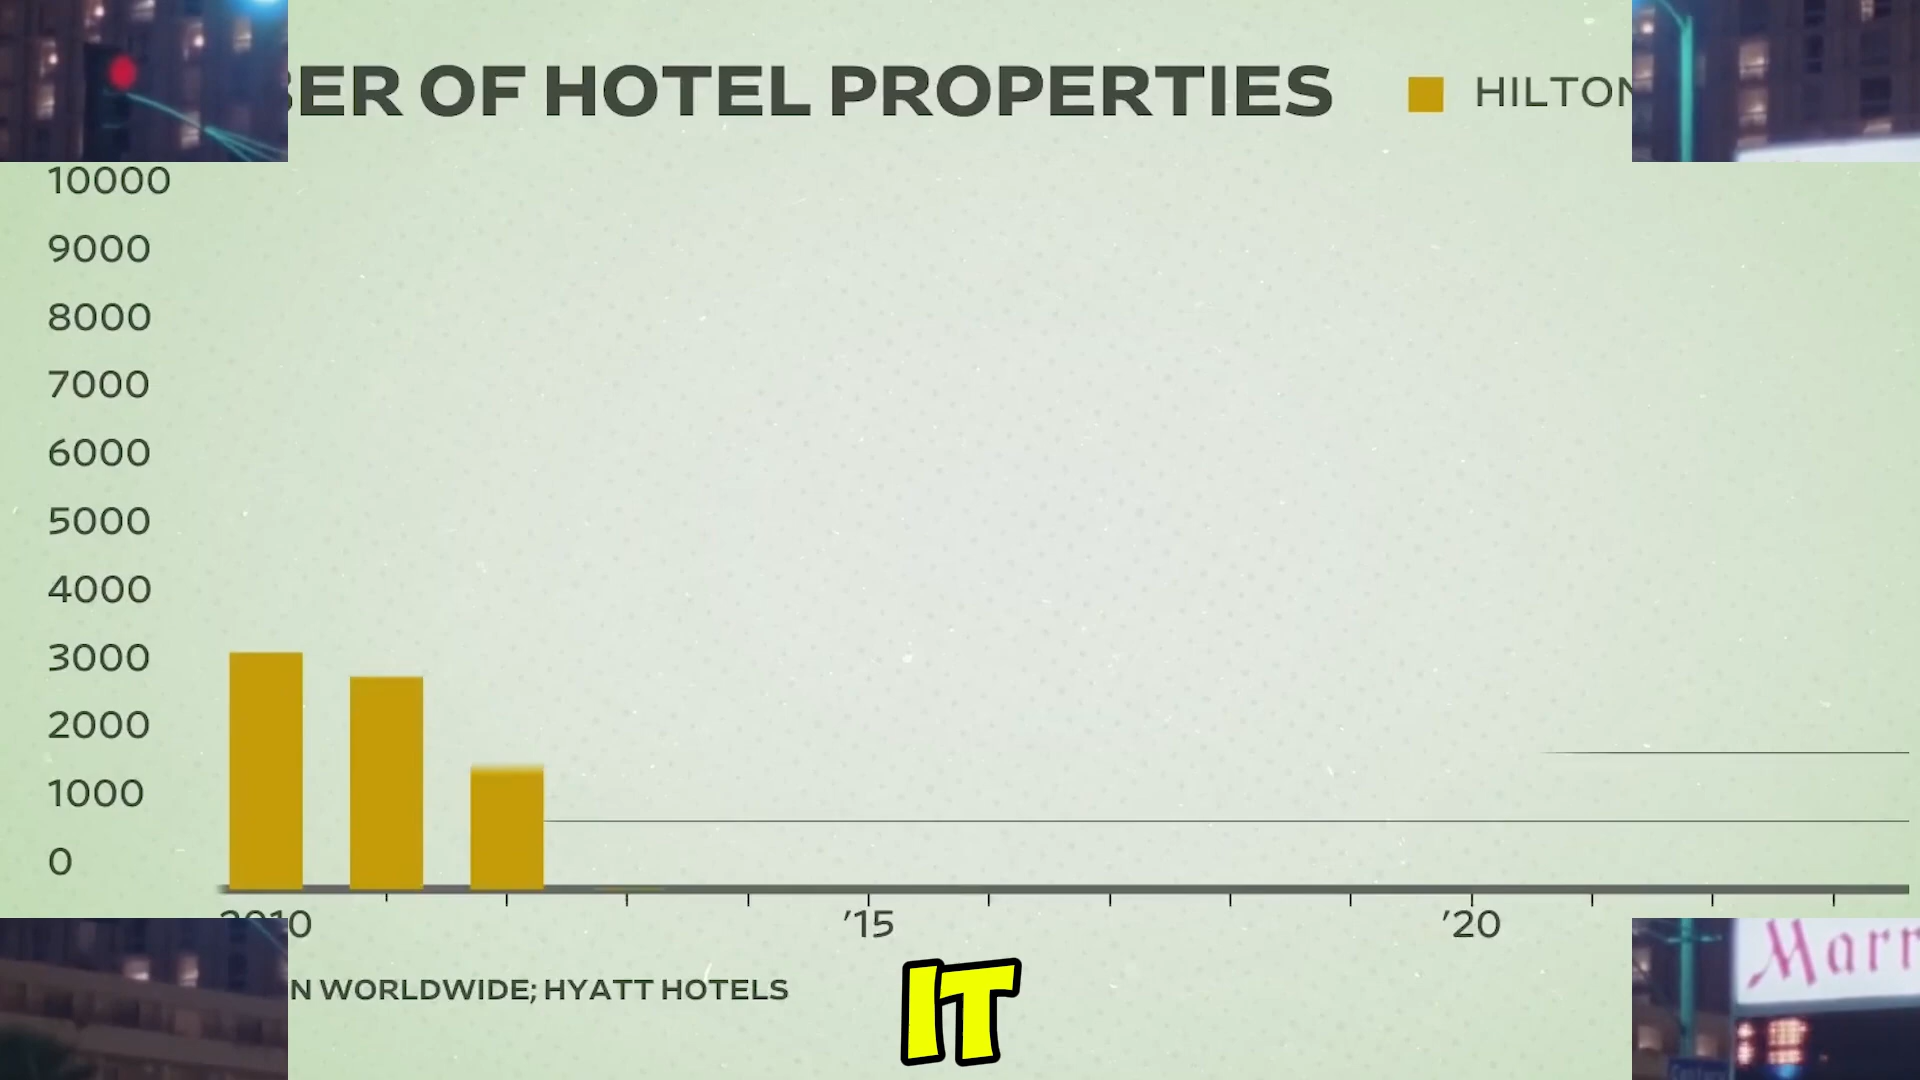 BER OF HOTEL PROPERTIES
HILTON
10000
9000
8000
7000
6000
5000
4000
3000
2000
1000
0
2010
'15
'20
N WORLDWIDE; HYATT HOTELS
IT
Marr